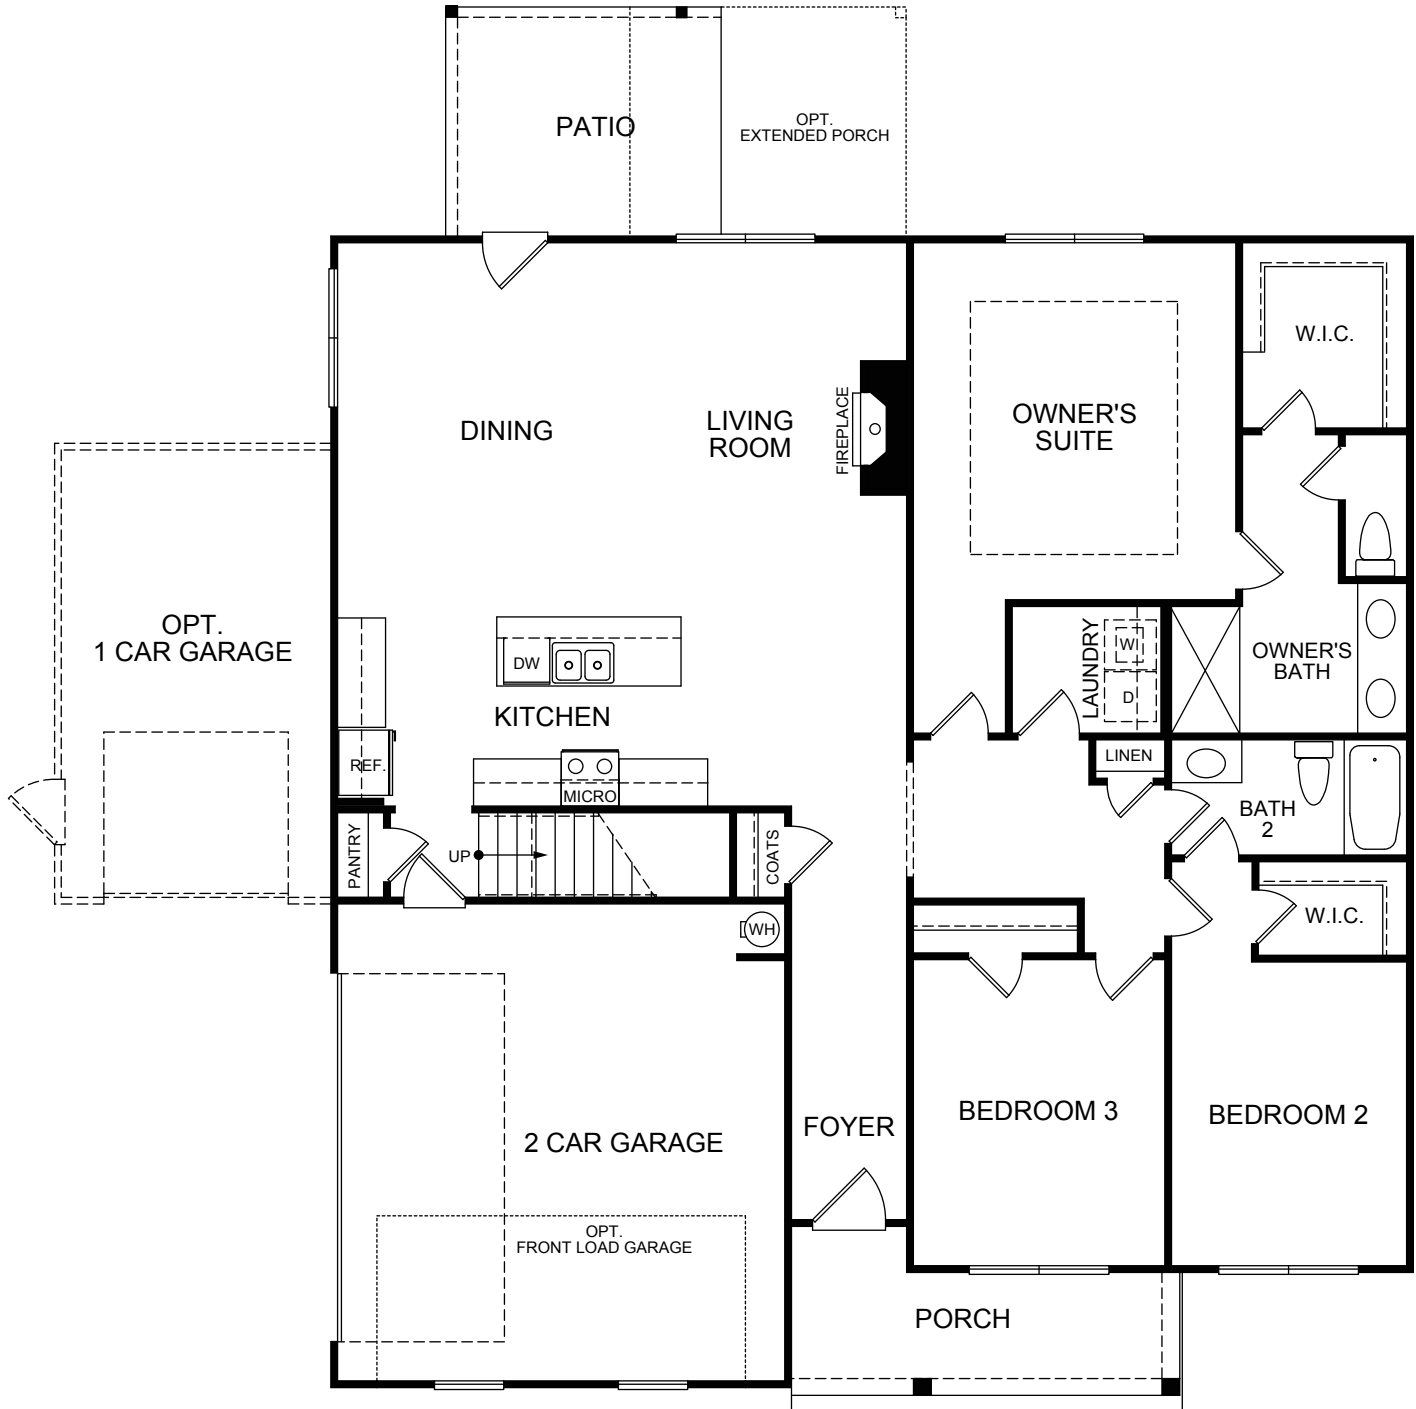 PATIO
OPT.
EXTENDED PORCH
W.I.C.
OWNER'S
SUITE
DINING
LIVING
ROOM
FIREPLACE
OPT.
1 CAR GARAGE
DW
LAUNDRY
W
D
OWNER'S
BATH
KITCHEN
REF.
MICRO
LINEN
BATH
2
PANTRY
UP
COATS
WH
W.I.C.
2 CAR GARAGE
FOYER
BEDROOM 3
BEDROOM 2
OPT.
FRONT LOAD GARAGE
PORCH